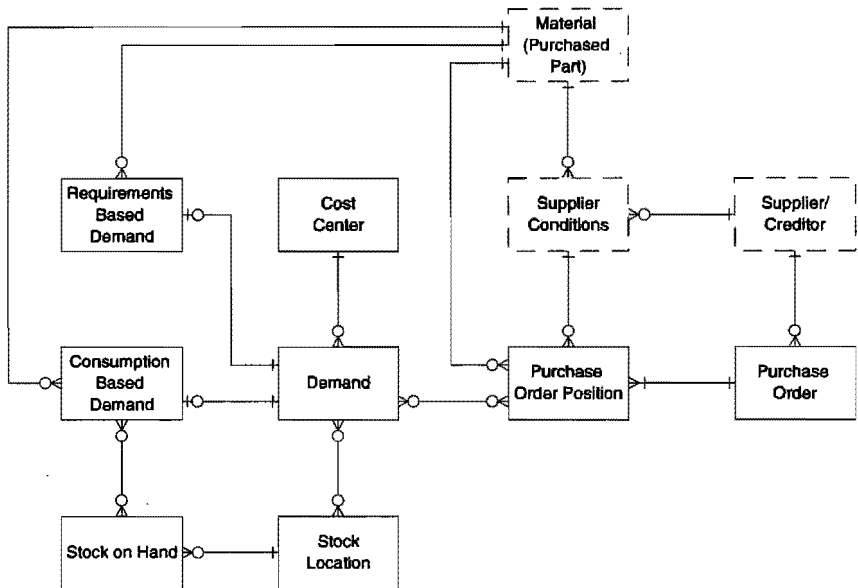 Material
(Purchased
Part)
Requirements
Based
Demand
Cost
Center
Supplier
Conditions
Supplier/
Creditor
Consumption
Based
Demand
Demand
Purchase
Order Position
Purchase
Order
Stock on Hand
Stock
Location